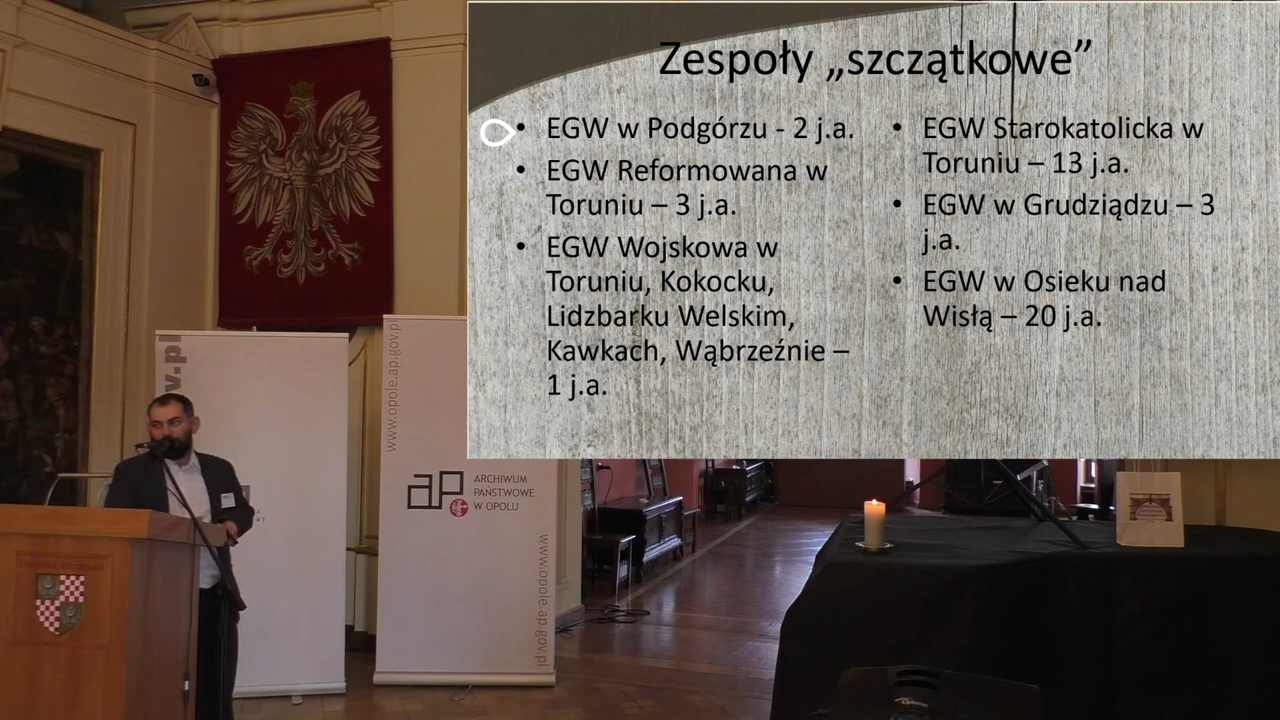 Zespoły „szczątkowe”
• EGW w Podgórzu - 2 j.a.
• EGW Reformowana w
Toruniu – 3 j.a.
• EGW Wojskowa w
Toruniu, Kokocku,
Lidzbarku Welskim,
Kawkach, Wąbrzeźnie –
1 j.a.
• EGW Starokatolicka w
Toruniu – 13 j.a.
• EGW w Grudziądzu – 3
j.a.
• EGW w Osieku nad
Wisłą – 20 j.a.
v.pl
www.opole.ap.gov.pl
ap
ARCHIWUM
PAŃSTWOWE
W OPOLU
www.opole.ap.gov.pl